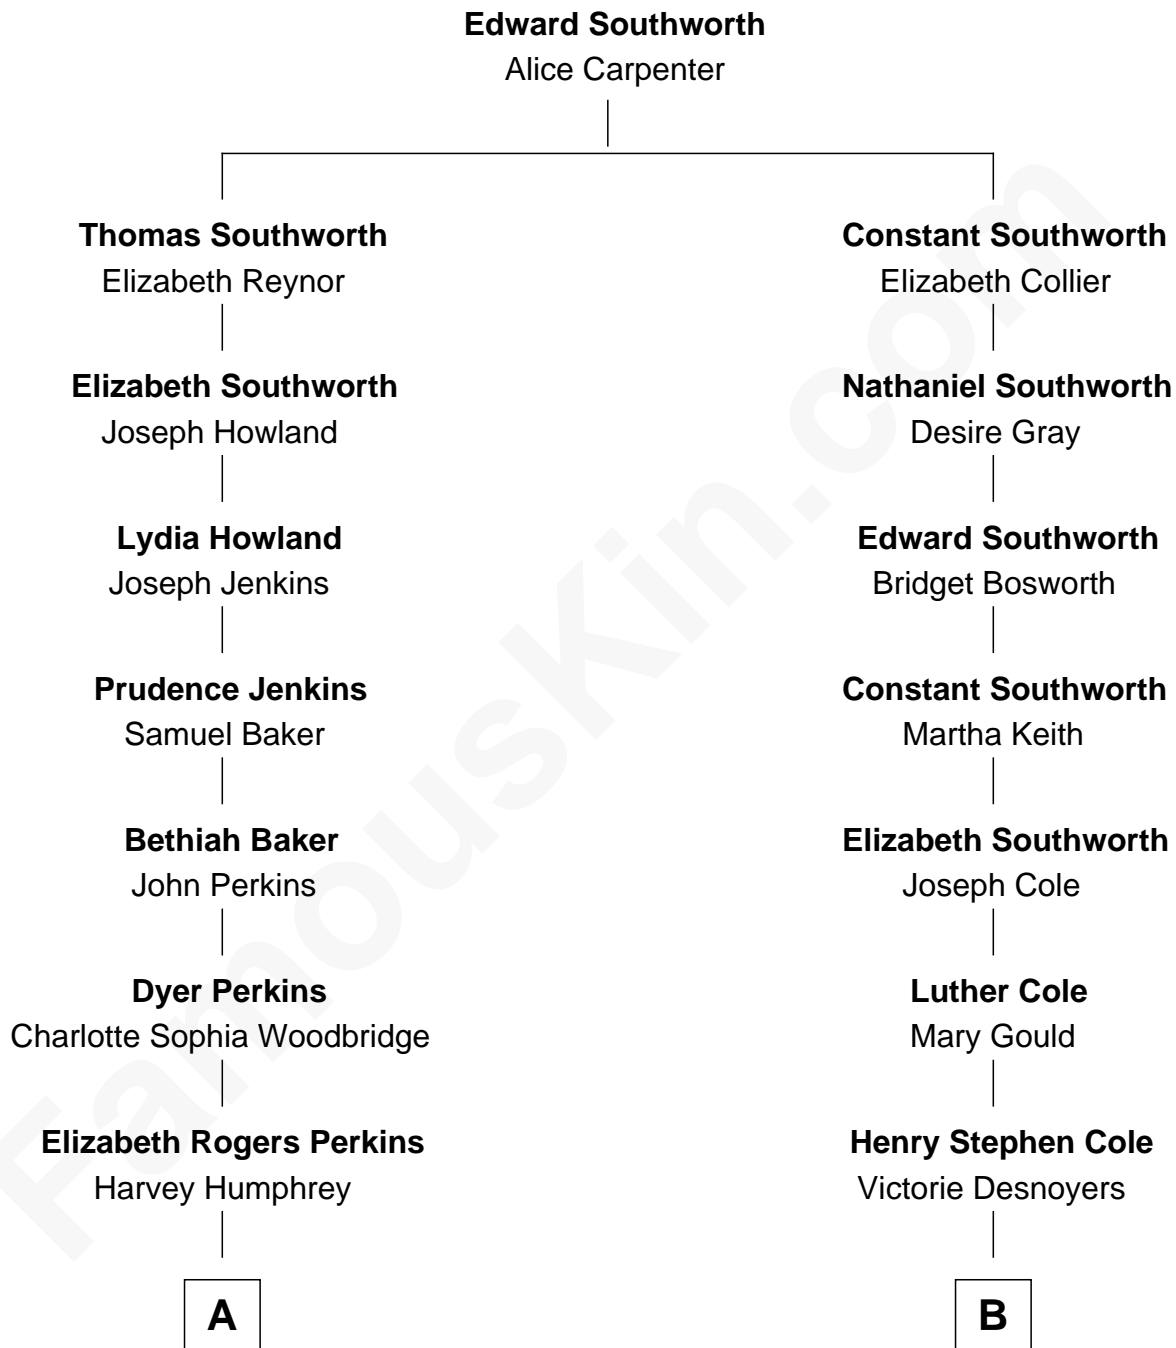 Edward Southworth
Alice Carpenter
Thomas Southworth
Elizabeth Reynor
Constant Southworth
Elizabeth Collier
Elizabeth Southworth
Joseph Howland
Nathaniel Southworth
Desire Gray
Lydia Howland
Joseph Jenkins
Edward Southworth
Bridget Bosworth
Prudence Jenkins
Samuel Baker
Constant Southworth
Martha Keith
Bethiah Baker
John Perkins
Elizabeth Southworth
Joseph Cole
Dyer Perkins
Charlotte Sophia Woodbridge
Luther Cole
Mary Gould
Elizabeth Rogers Perkins
Harvey Humphrey
Henry Stephen Cole
Victorie Desnoyers
A
B
FamousKin.com